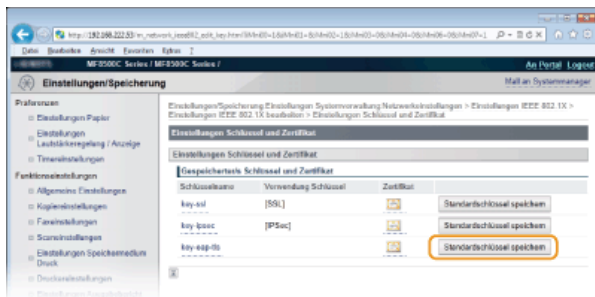 Datei Bearbeiten Ansicht Favoriten Extras ?
MF8500C Series / MF8500C Series /
An Portal Logout
Einstellungen/Speicherung
Mail an Systemmanager
Präferenzen
Einstellungen Papier
Einstellungen
Lautstärkeregelung / Anzeige
Timereinstellungen
Funktionseinstellungen
Allgemeine Einstellungen
Kopiereinstellungen
Faxeinstellungen
Scaneinstellungen
Einstellungen Speichermedium
Druck
Druckereinstellungen
Einstellungen/Speicherung:Einstellungen Systemverwaltung:Netzwerkeinstellungen > Einstellungen IEEE 802.1X >
Einstellungen IEEE 802.1X bearbeiten > Einstellungen Schlüssel und Zertifikat
Einstellungen Schlüssel und Zertifikat
Einstellungen Schlüssel und Zertifikat
Gespeichertes Schlüssel und Zertifikat
Schlüsselname Verwendung Schlüssel Zertifikat
key-ssl [SSL] Standardschlüssel speichern
key-ipsec [IPSec] Standardschlüssel speichern
key-eap-tls Standardschlüssel speichern